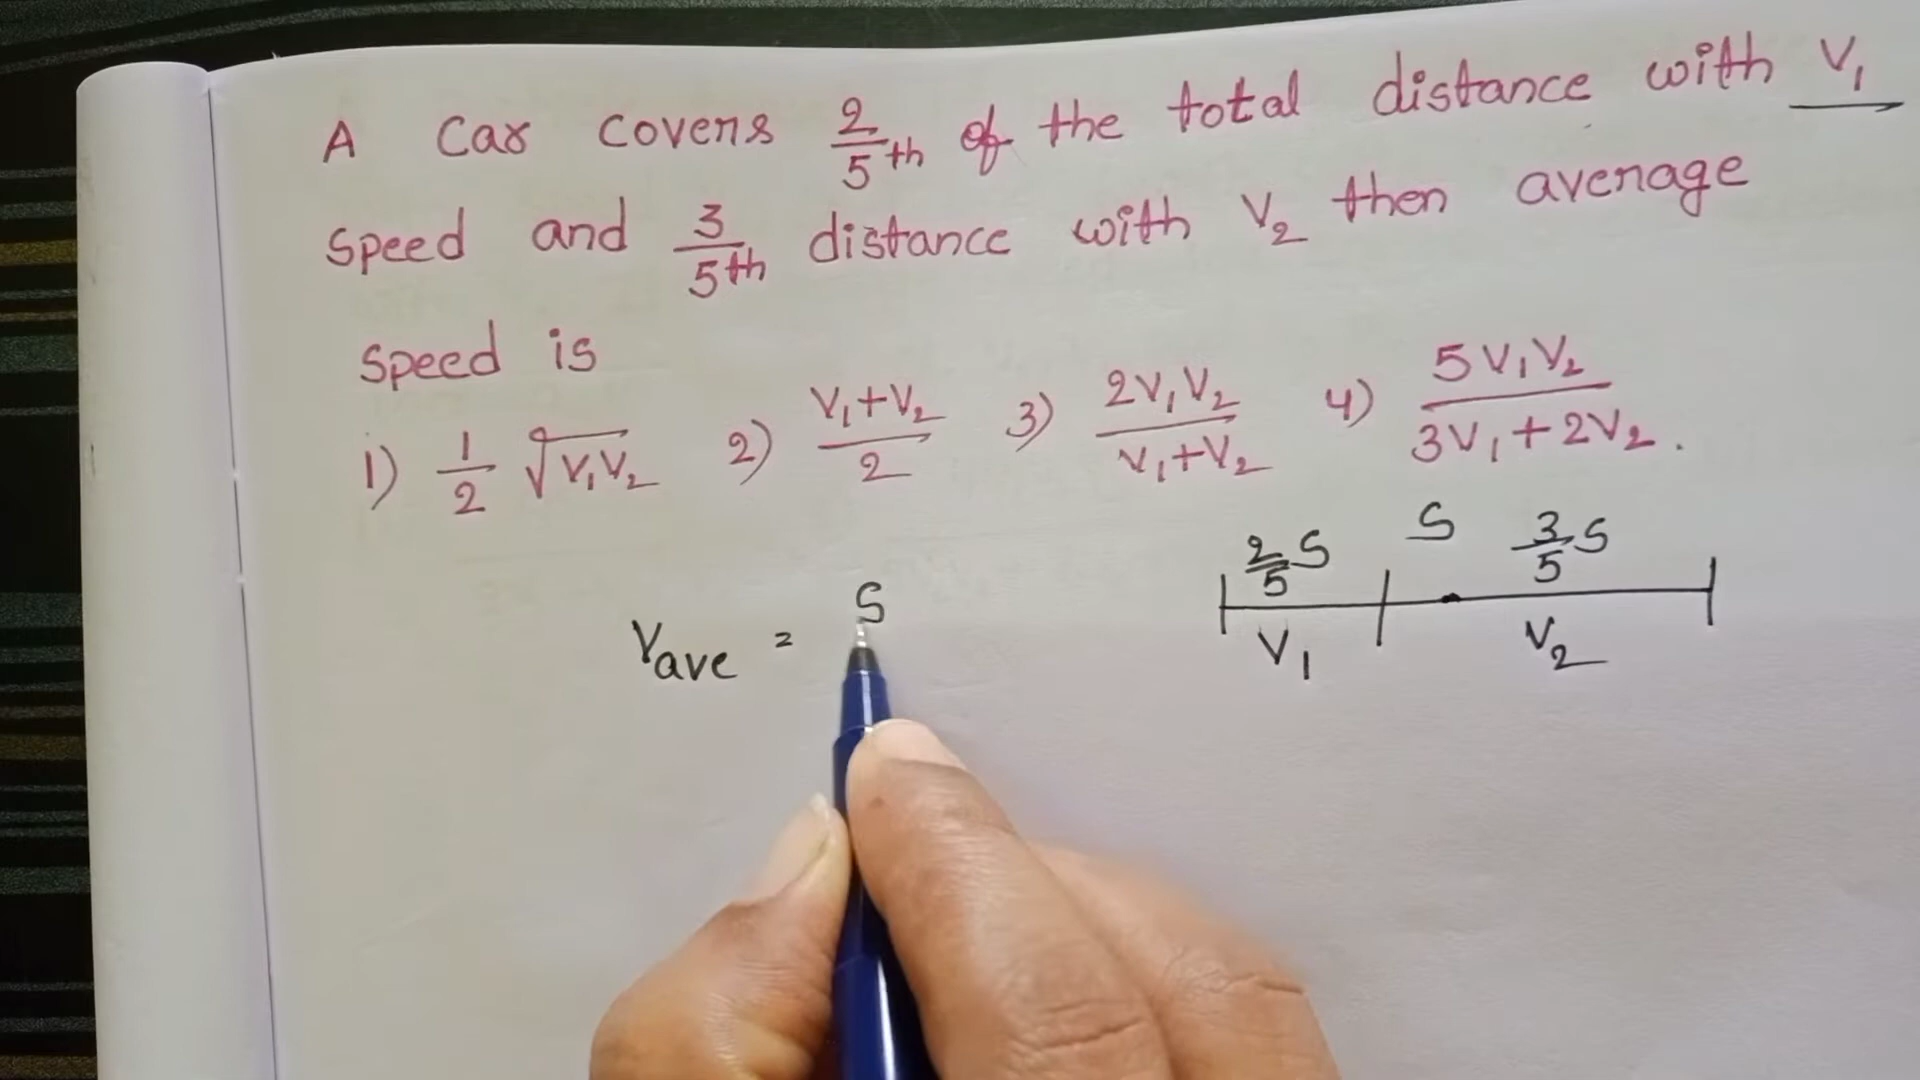 A Car covers 2/5th of the total distance with V₁
speed and 3/5th distance with V₂ then average
speed is
1) 1/2 √V₁V₂ 2) V₁+V₂/2 3) 2V₁V₂/V₁+V₂ 4) 5V₁V₂/3V₁+2V₂.
2/5 S S 3/5 S
V₁ V₂
Vave = S